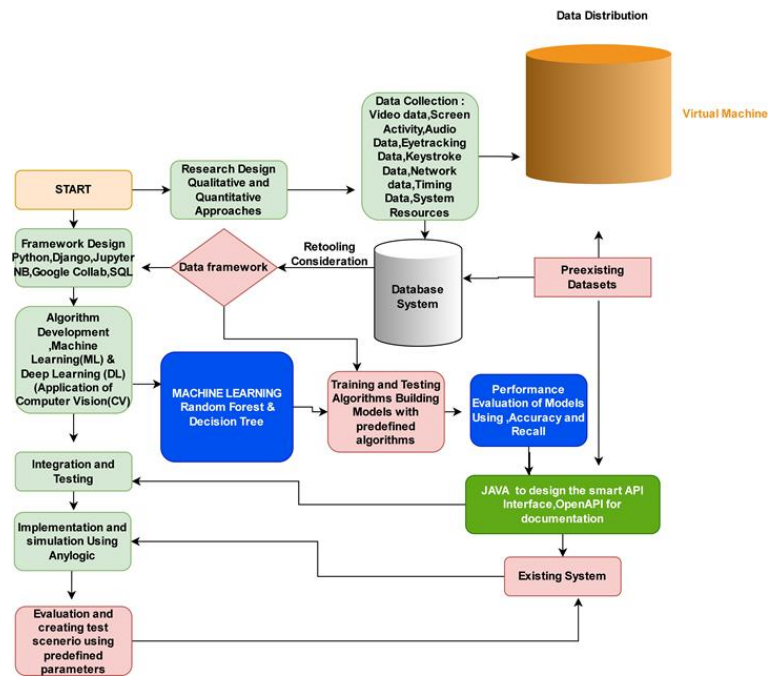 Data Distribution
Virtual Machine
Data Collection :
Video data,Screen
Activity,Audio
Data,Eyetracking
Data,Keystroke
Data,Network
data,Timing
Data,System
Resources
Research Design
Qualitative and
Quantitative
Approaches
START
Framework Design
Python,Django,Jupyter
NB,Google Collab,SQL
Data framework
Retooling
Consideration
Database
System
Preexisting
Datasets
Algorithm
Development
,Machine
Learning(ML) &
Deep Learning (DL)
(Application of
Computer Vision(CV)
MACHINE LEARNING
Random Forest &
Decision Tree
Training and Testing
Algorithms Building
Models with
predefined
algorithms
Performance
Evaluation of Models
Using ,Accuracy and
Recall
Integration and
Testing
JAVA to design the smart API
Interface,OpenAPI for
documentation
Implementation and
simulation Using
Anylogic
Existing System
Evaluation and
creating test
scenerio using
predefined
parameters